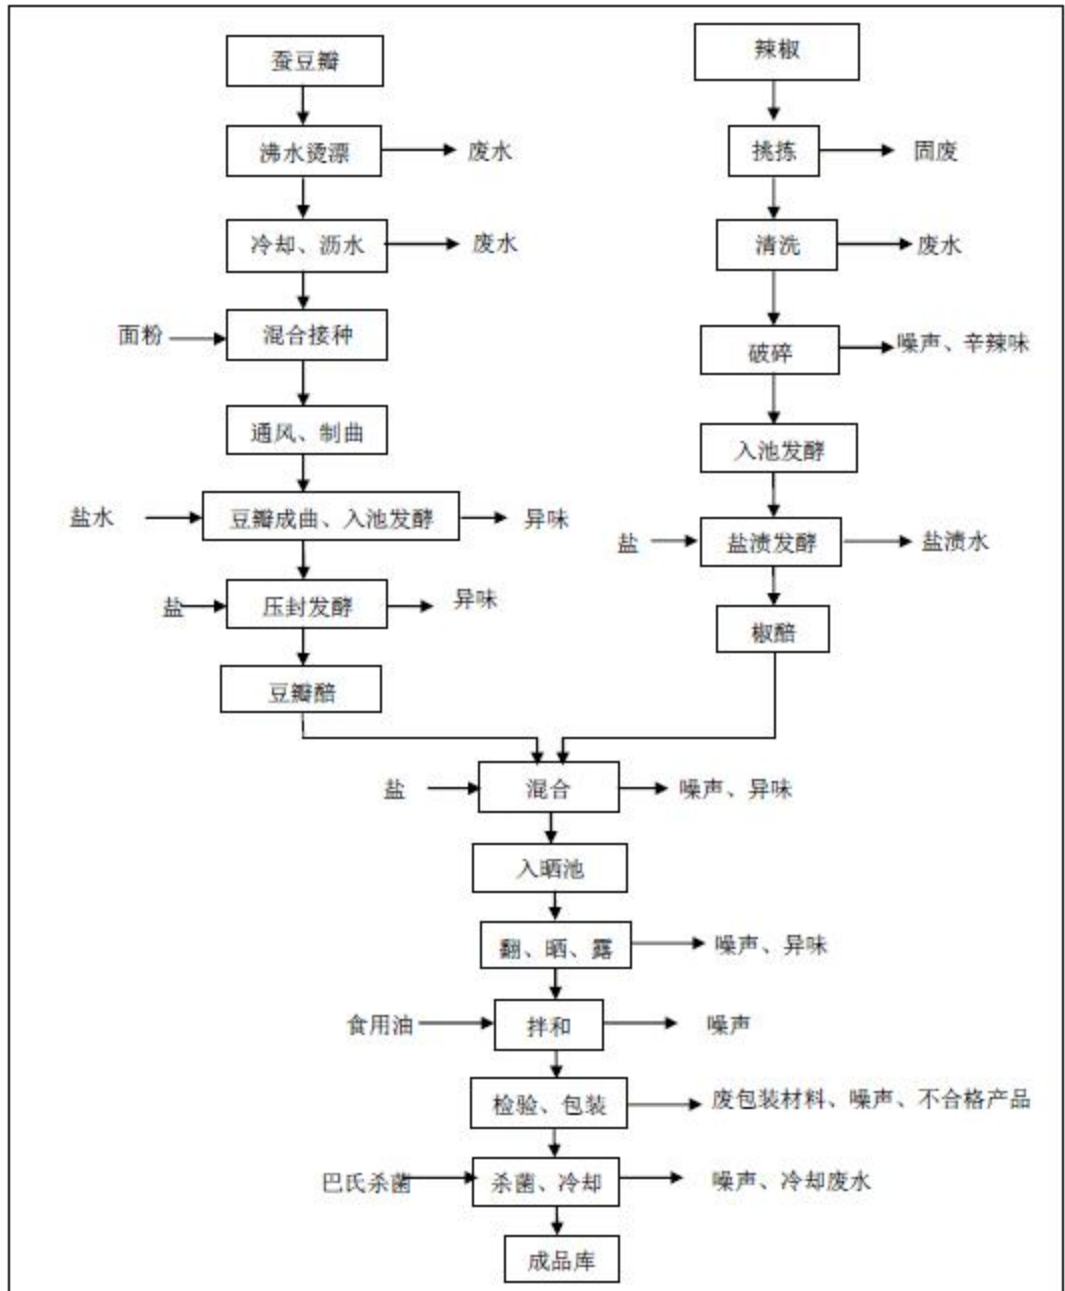 蚕豆瓣
辣椒
沸水烫漂
废水
挑拣
固废
冷却、沥水
废水
清洗
废水
面粉
混合接种
破碎
噪声、辛辣味
通风、制曲
入池发酵
盐水
豆瓣成曲、入池发酵
异味
盐
盐渍发酵
盐渍水
盐
压封发酵
异味
椒醅
豆瓣醅
盐
混合
噪声、异味
入晒池
翻、晒、露
噪声、异味
食用油
拌和
噪声
检验、包装
废包装材料、噪声、不合格产品
巴氏杀菌
杀菌、冷却
噪声、冷却废水
成品库